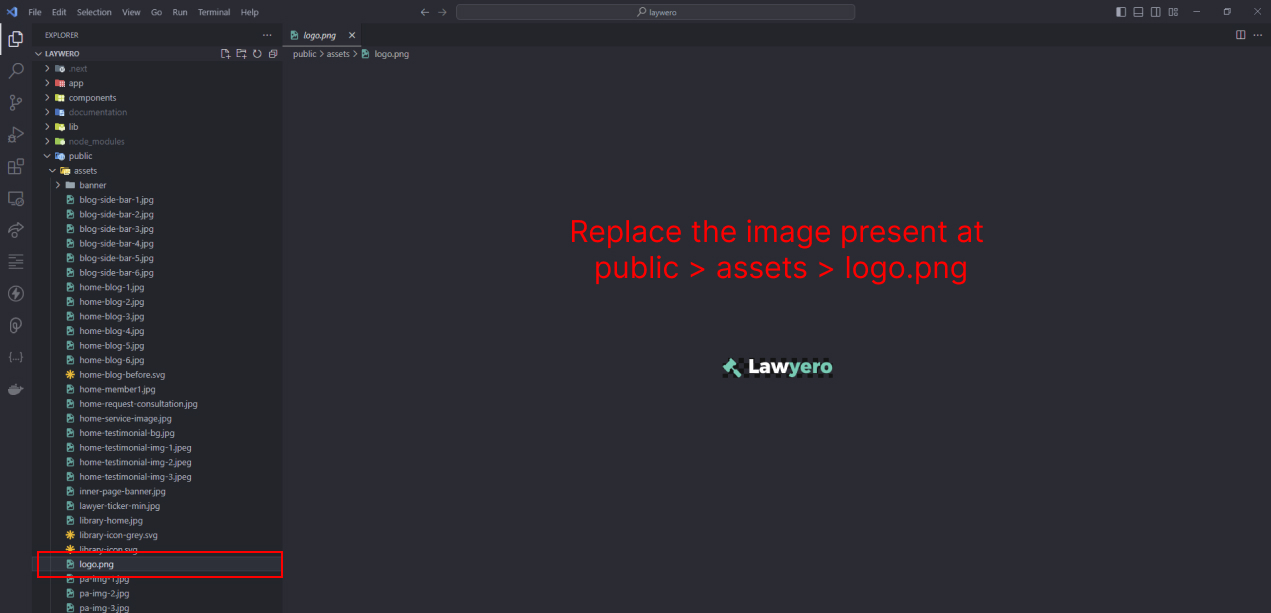 File Edit Selection View Go Run Terminal Help
laywero
EXPLORER
logo.png
LAYWERO
public > assets > logo.png
.next
app
components
documentation
lib
node_modules
public
assets
banner
blog-side-bar-1.jpg
blog-side-bar-2.jpg
blog-side-bar-3.jpg
blog-side-bar-4.jpg
blog-side-bar-5.jpg
blog-side-bar-6.jpg
home-blog-1.jpg
home-blog-2.jpg
home-blog-3.jpg
home-blog-4.jpg
home-blog-5.jpg
home-blog-6.jpg
home-blog-before.svg
home-member1.jpg
home-request-consultation.jpg
home-service-image.jpg
home-testimonial-bg.jpg
home-testimonial-img-1.jpeg
home-testimonial-img-2.jpeg
home-testimonial-img-3.jpeg
inner-page-banner.jpg
lawyer-ticker-min.jpg
library-home.jpg
library-icon-grey.svg
library-icon.svg
logo.png
pa-img-1.jpg
pa-img-2.jpg
pa-img-3.jpg
Replace the image present at
public > assets > logo.png
Lawyero